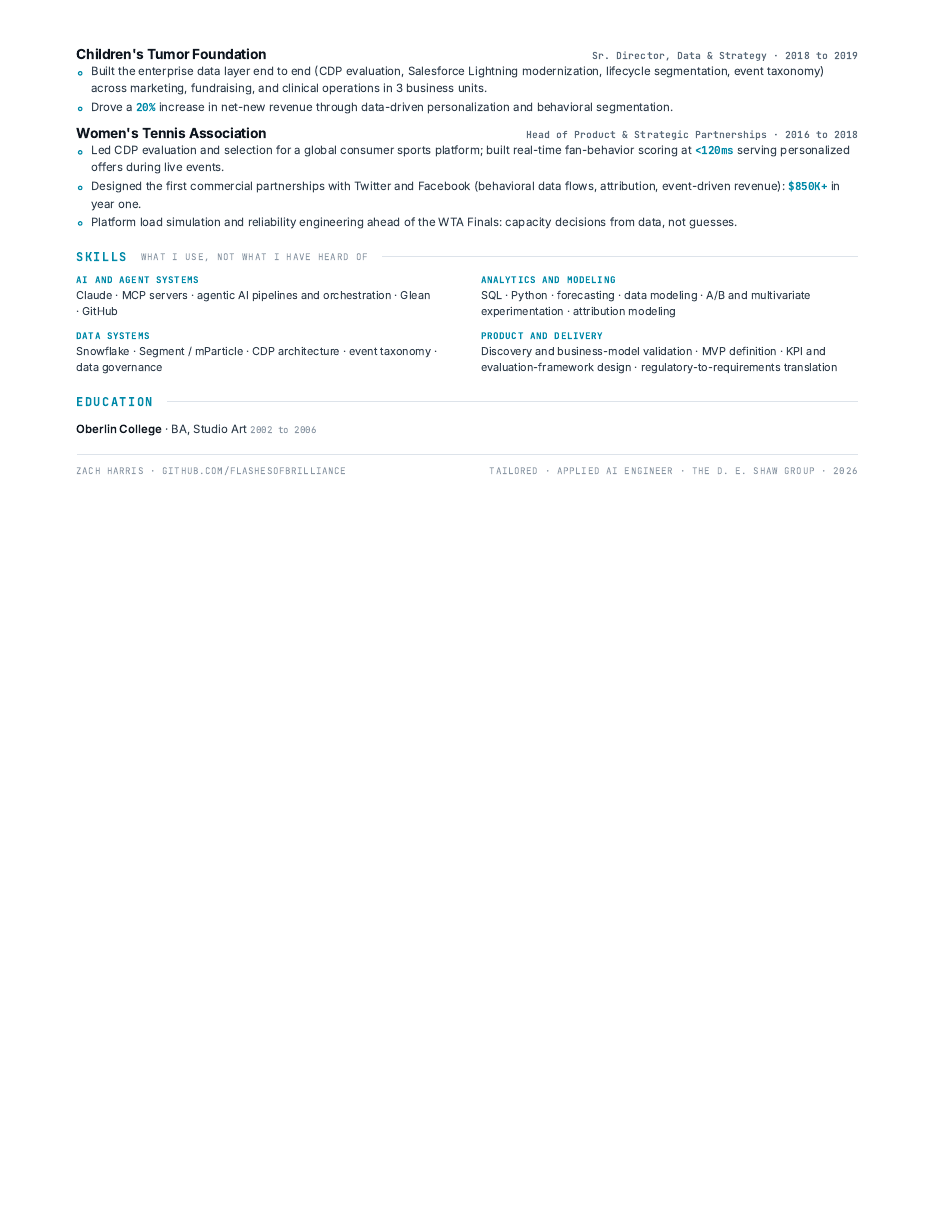 Children's Tumor Foundation Sr. Director, Data & Strategy · 2018 to 2019
Built the enterprise data layer end to end (CDP evaluation, Salesforce Lightning modernization, lifecycle segmentation, event taxonomy)
across marketing, fundraising, and clinical operations in 3 business units.
Drove a 20% increase in net-new revenue through data-driven personalization and behavioral segmentation.
Women's Tennis Association Head of Product & Strategic Partnerships · 2016 to 2018
Led CDP evaluation and selection for a global consumer sports platform; built real-time fan-behavior scoring at <120ms serving personalized
offers during live events.
Designed the first commercial partnerships with Twitter and Facebook (behavioral data flows, attribution, event-driven revenue): $850K+ in
year one.
Platform load simulation and reliability engineering ahead of the WTA Finals: capacity decisions from data, not guesses.
SKILLS WHAT I USE, NOT WHAT I HAVE HEARD OF
AI AND AGENT SYSTEMS
Claude · MCP servers · agentic AI pipelines and orchestration · Glean
· GitHub
ANALYTICS AND MODELING
SQL · Python · forecasting · data modeling · A/B and multivariate
experimentation · attribution modeling
DATA SYSTEMS
Snowflake · Segment / mParticle · CDP architecture · event taxonomy ·
data governance
PRODUCT AND DELIVERY
Discovery and business-model validation · MVP definition · KPI and
evaluation-framework design · regulatory-to-requirements translation
EDUCATION
Oberlin College · BA, Studio Art 2002 to 2006
ZACH HARRIS · GITHUB.COM/FLASHESOFBRILLIANCE TAILORED · APPLIED AI ENGINEER · THE D. E. SHAW GROUP · 2026